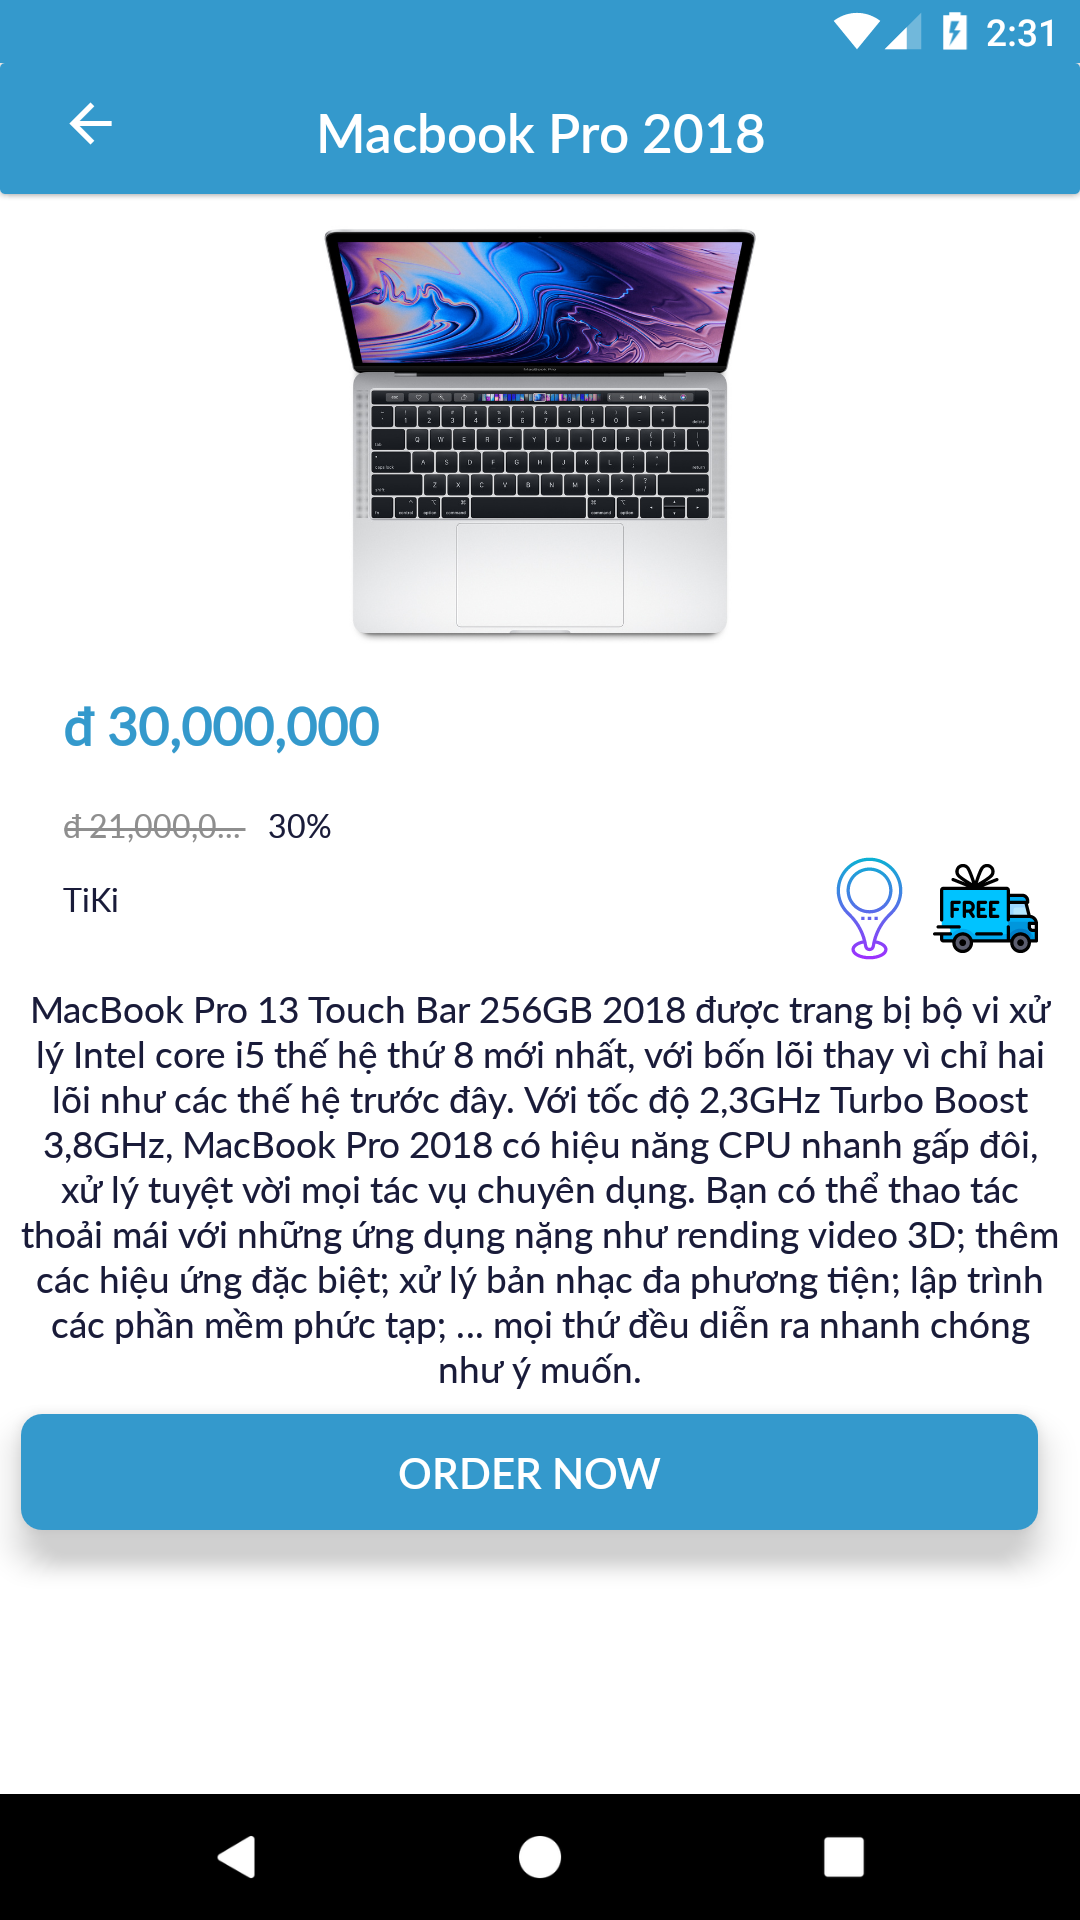 2:31
Macbook Pro 2018
đ 30,000,000
đ 21,000,0... 30%
TiKi
FREE
MacBook Pro 13 Touch Bar 256GB 2018 được trang bị bộ vi xử
lý Intel core i5 thế hệ thứ 8 mới nhất, với bốn lõi thay vì chỉ hai
lõi như các thế hệ trước đây. Với tốc độ 2,3GHz Turbo Boost
3,8GHz, MacBook Pro 2018 có hiệu năng CPU nhanh gấp đôi,
xử lý tuyệt vời mọi tác vụ chuyên dụng. Bạn có thể thao tác
thoải mái với những ứng dụng nặng như rending video 3D; thêm
các hiệu ứng đặc biệt; xử lý bản nhạc đa phương tiện; lập trình
các phần mềm phức tạp; ... mọi thứ đều diễn ra nhanh chóng
như ý muốn.
ORDER NOW